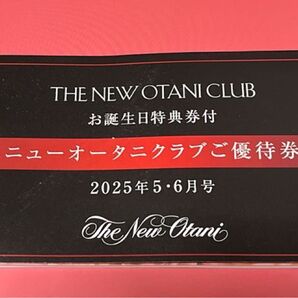 THE NEW OTANI CLUB
お誕生日特典券付
ニューオータニクラブご優待券
2025年5・6月号
The New Otani